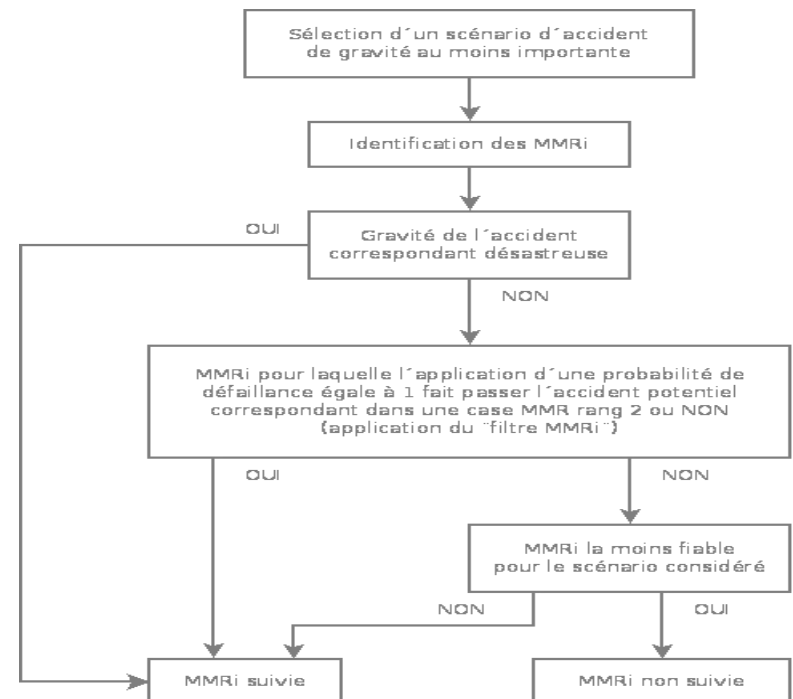 Sélection d´un scénario d´accident
de gravité au moins importante
Identification des MMRi
OUI
Gravité de l´accident
correspondant désastreuse
NON
MMRi pour laquelle l´application d´une probabilité de
défaillance égale à 1 fait passer l´accident potentiel
correspondant dans une case MMR rang 2 ou NON
(application du ¨filtre MMRi¨)
OUI
NON
MMRi la moins fiable
pour le scénario considéré
NON
OUI
MMRi suivie
MMRi non suivie